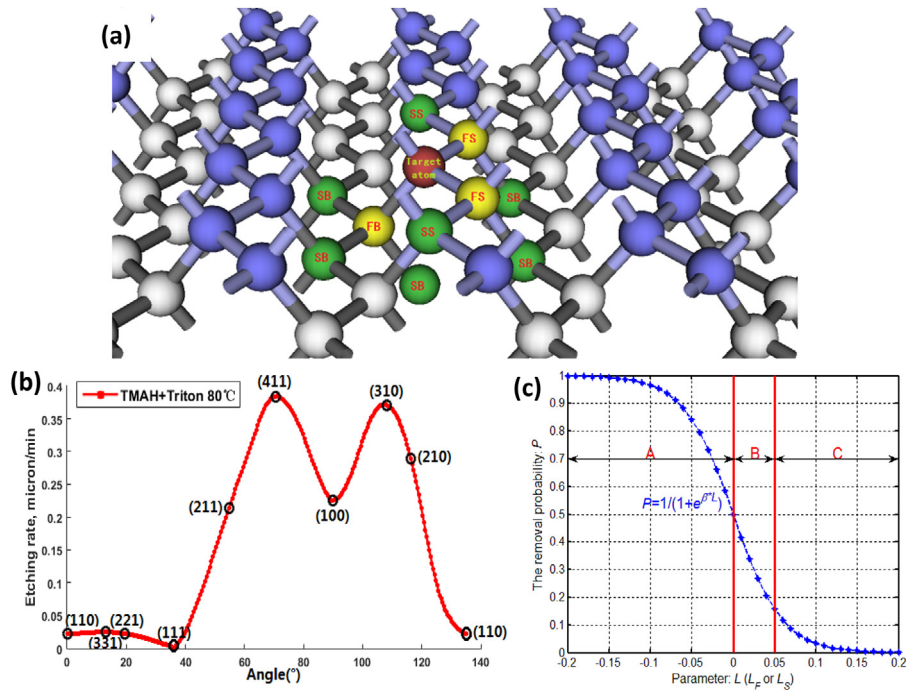 (a)
SS
FS
Target
atom
SB
FS
SB
FB
SS
SB
SB
SB
(b)
Etching rate, micron/min
0.4
0.35
0.3
0.25
0.2
0.15
0.1
0.05
0
TMAH+Triton 80℃
(411)
(310)
(210)
(211)
(100)
(110)
(221)
(331)
(111)
(110)
0 20 40 60 80 100 120 140
Angle(°)
(c)
The removal probability: P
1
0.9
0.8
0.7
0.6
0.5
0.4
0.3
0.2
0.1
0
A B C
P=1/(1+e^{β*L})
-0.2 -0.15 -0.1 -0.05 0 0.05 0.1 0.15 0.2
Parameter: L (L_F or L_S)